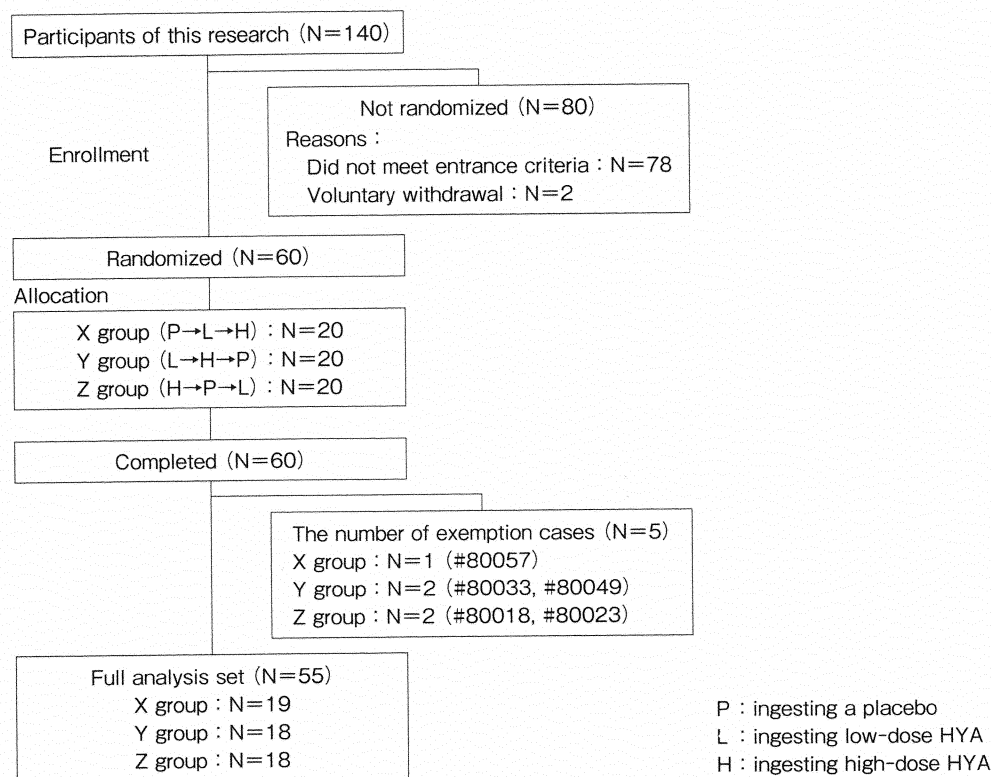 Participants of this research (N=140)
Not randomized (N=80)
Reasons :
Did not meet entrance criteria : N=78
Voluntary withdrawal : N=2
Enrollment
Randomized (N=60)
Allocation
X group (P→L→H) : N=20
Y group (L→H→P) : N=20
Z group (H→P→L) : N=20
Completed (N=60)
The number of exemption cases (N=5)
X group : N=1 (#80057)
Y group : N=2 (#80033, #80049)
Z group : N=2 (#80018, #80023)
Full analysis set (N=55)
X group : N=19
Y group : N=18
Z group : N=18
P : ingesting a placebo
L : ingesting low-dose HYA
H : ingesting high-dose HYA